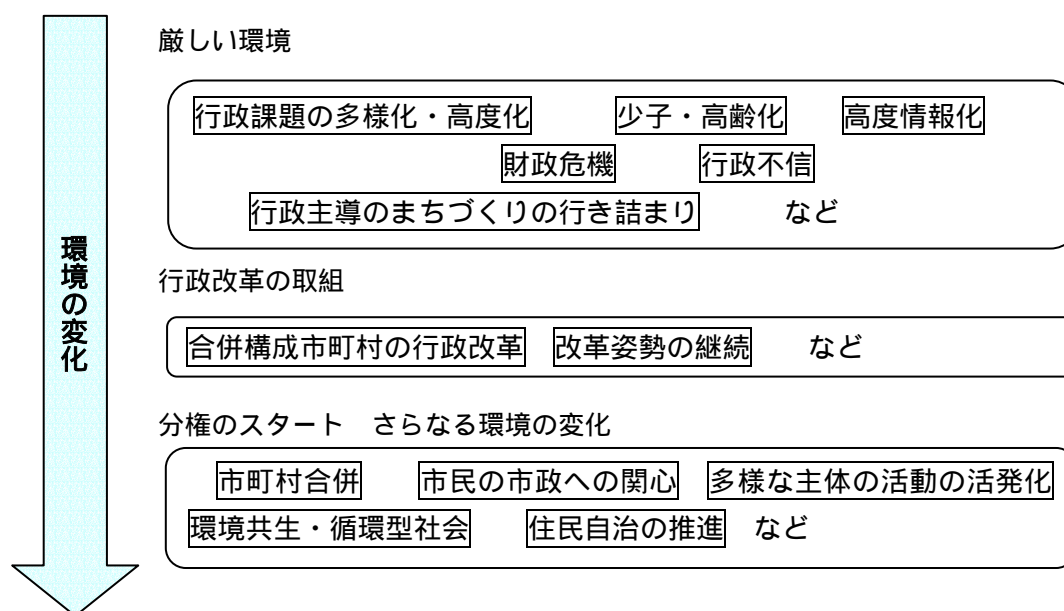 厳しい環境
行政課題の多様化・高度化 少子・高齢化 高度情報化
財政危機 行政不信
行政主導のまちづくりの行き詰まり など
環境の変化
行政改革の取組
合併構成市町村の行政改革 改革姿勢の継続 など
分権のスタート さらなる環境の変化
市町村合併 市民の市政への関心 多様な主体の活動の活発化
環境共生・循環型社会 住民自治の推進 など